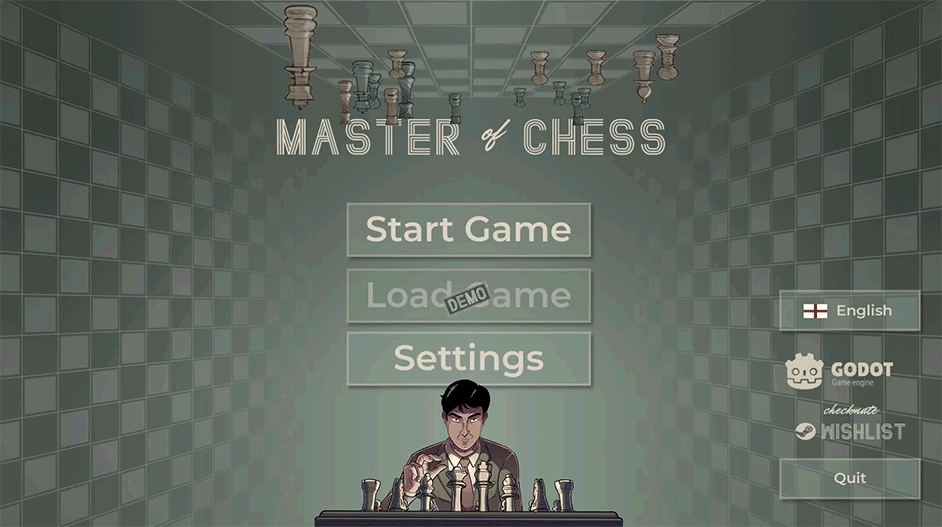 MASTER of CHESS
Start Game
Load Game
DEMO
Settings
English
GODOT
Game engine
checkmate
WISHLIST
Quit